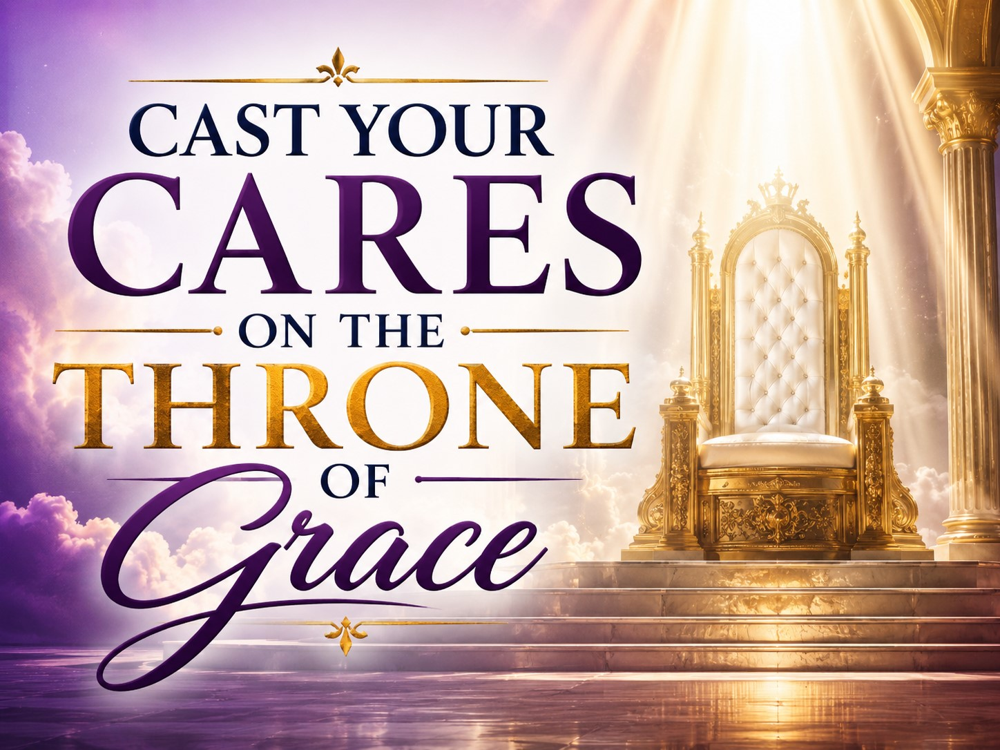 CAST YOUR
CARES
ON THE
THRONE
OF
Grace